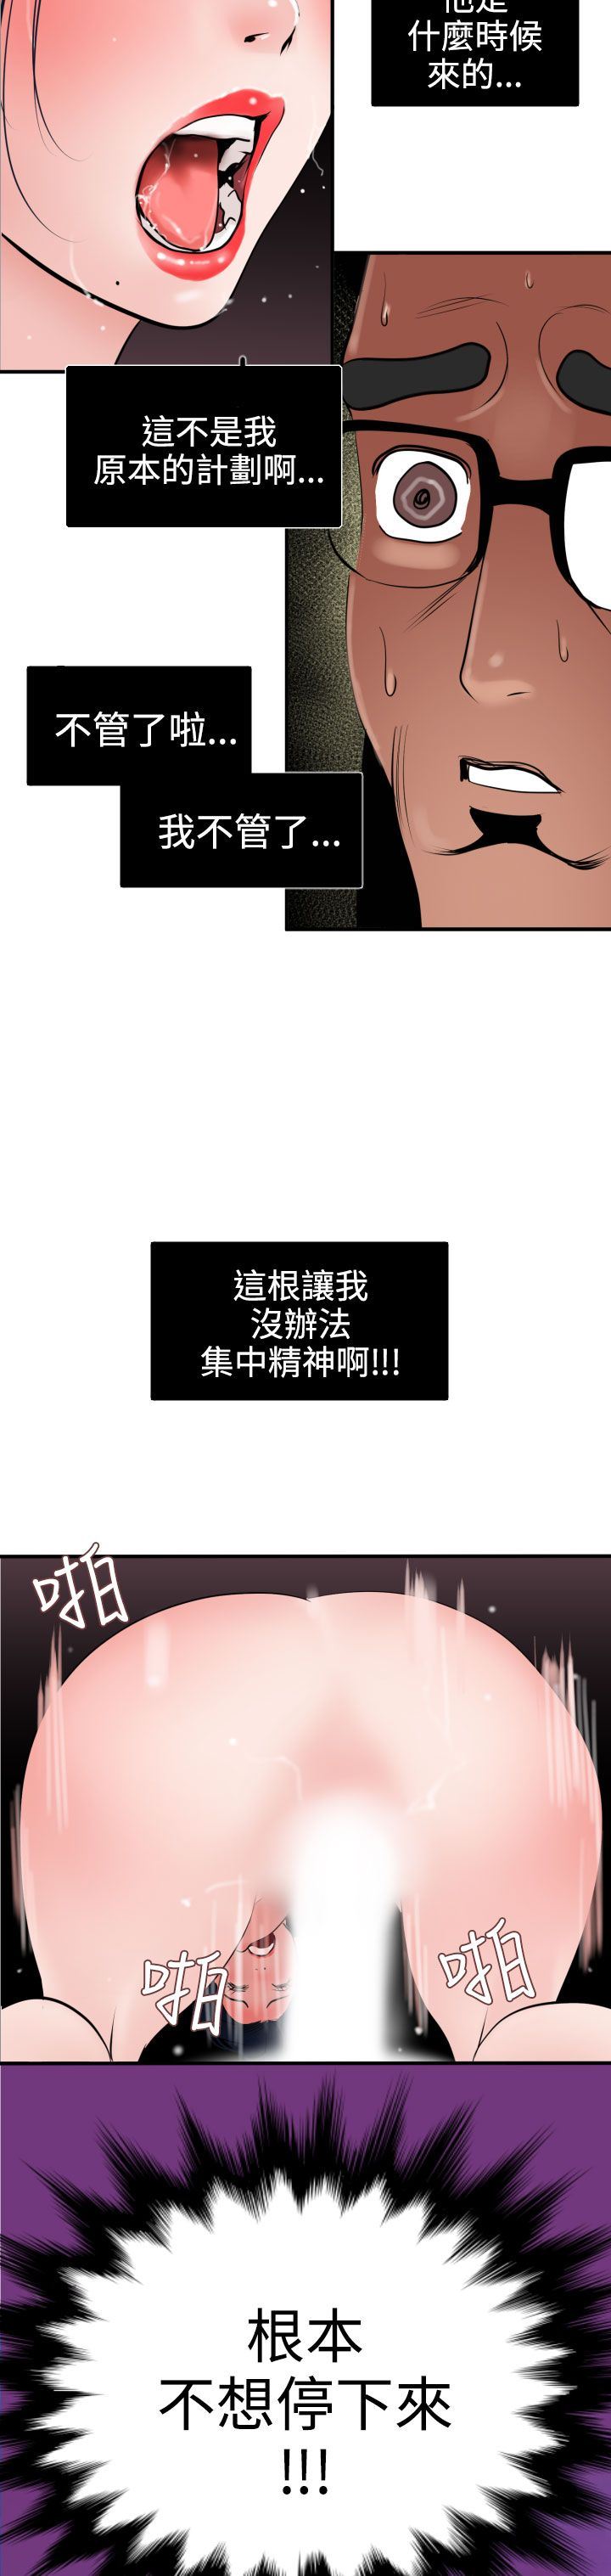 他是
什麼時候
來的...
這不是我
原本的計劃啊...
不管了啦...
我不管了...
這根讓我
沒辦法
集中精神啊!!!
啪
啪
啪
根本
不想停下來
!!!